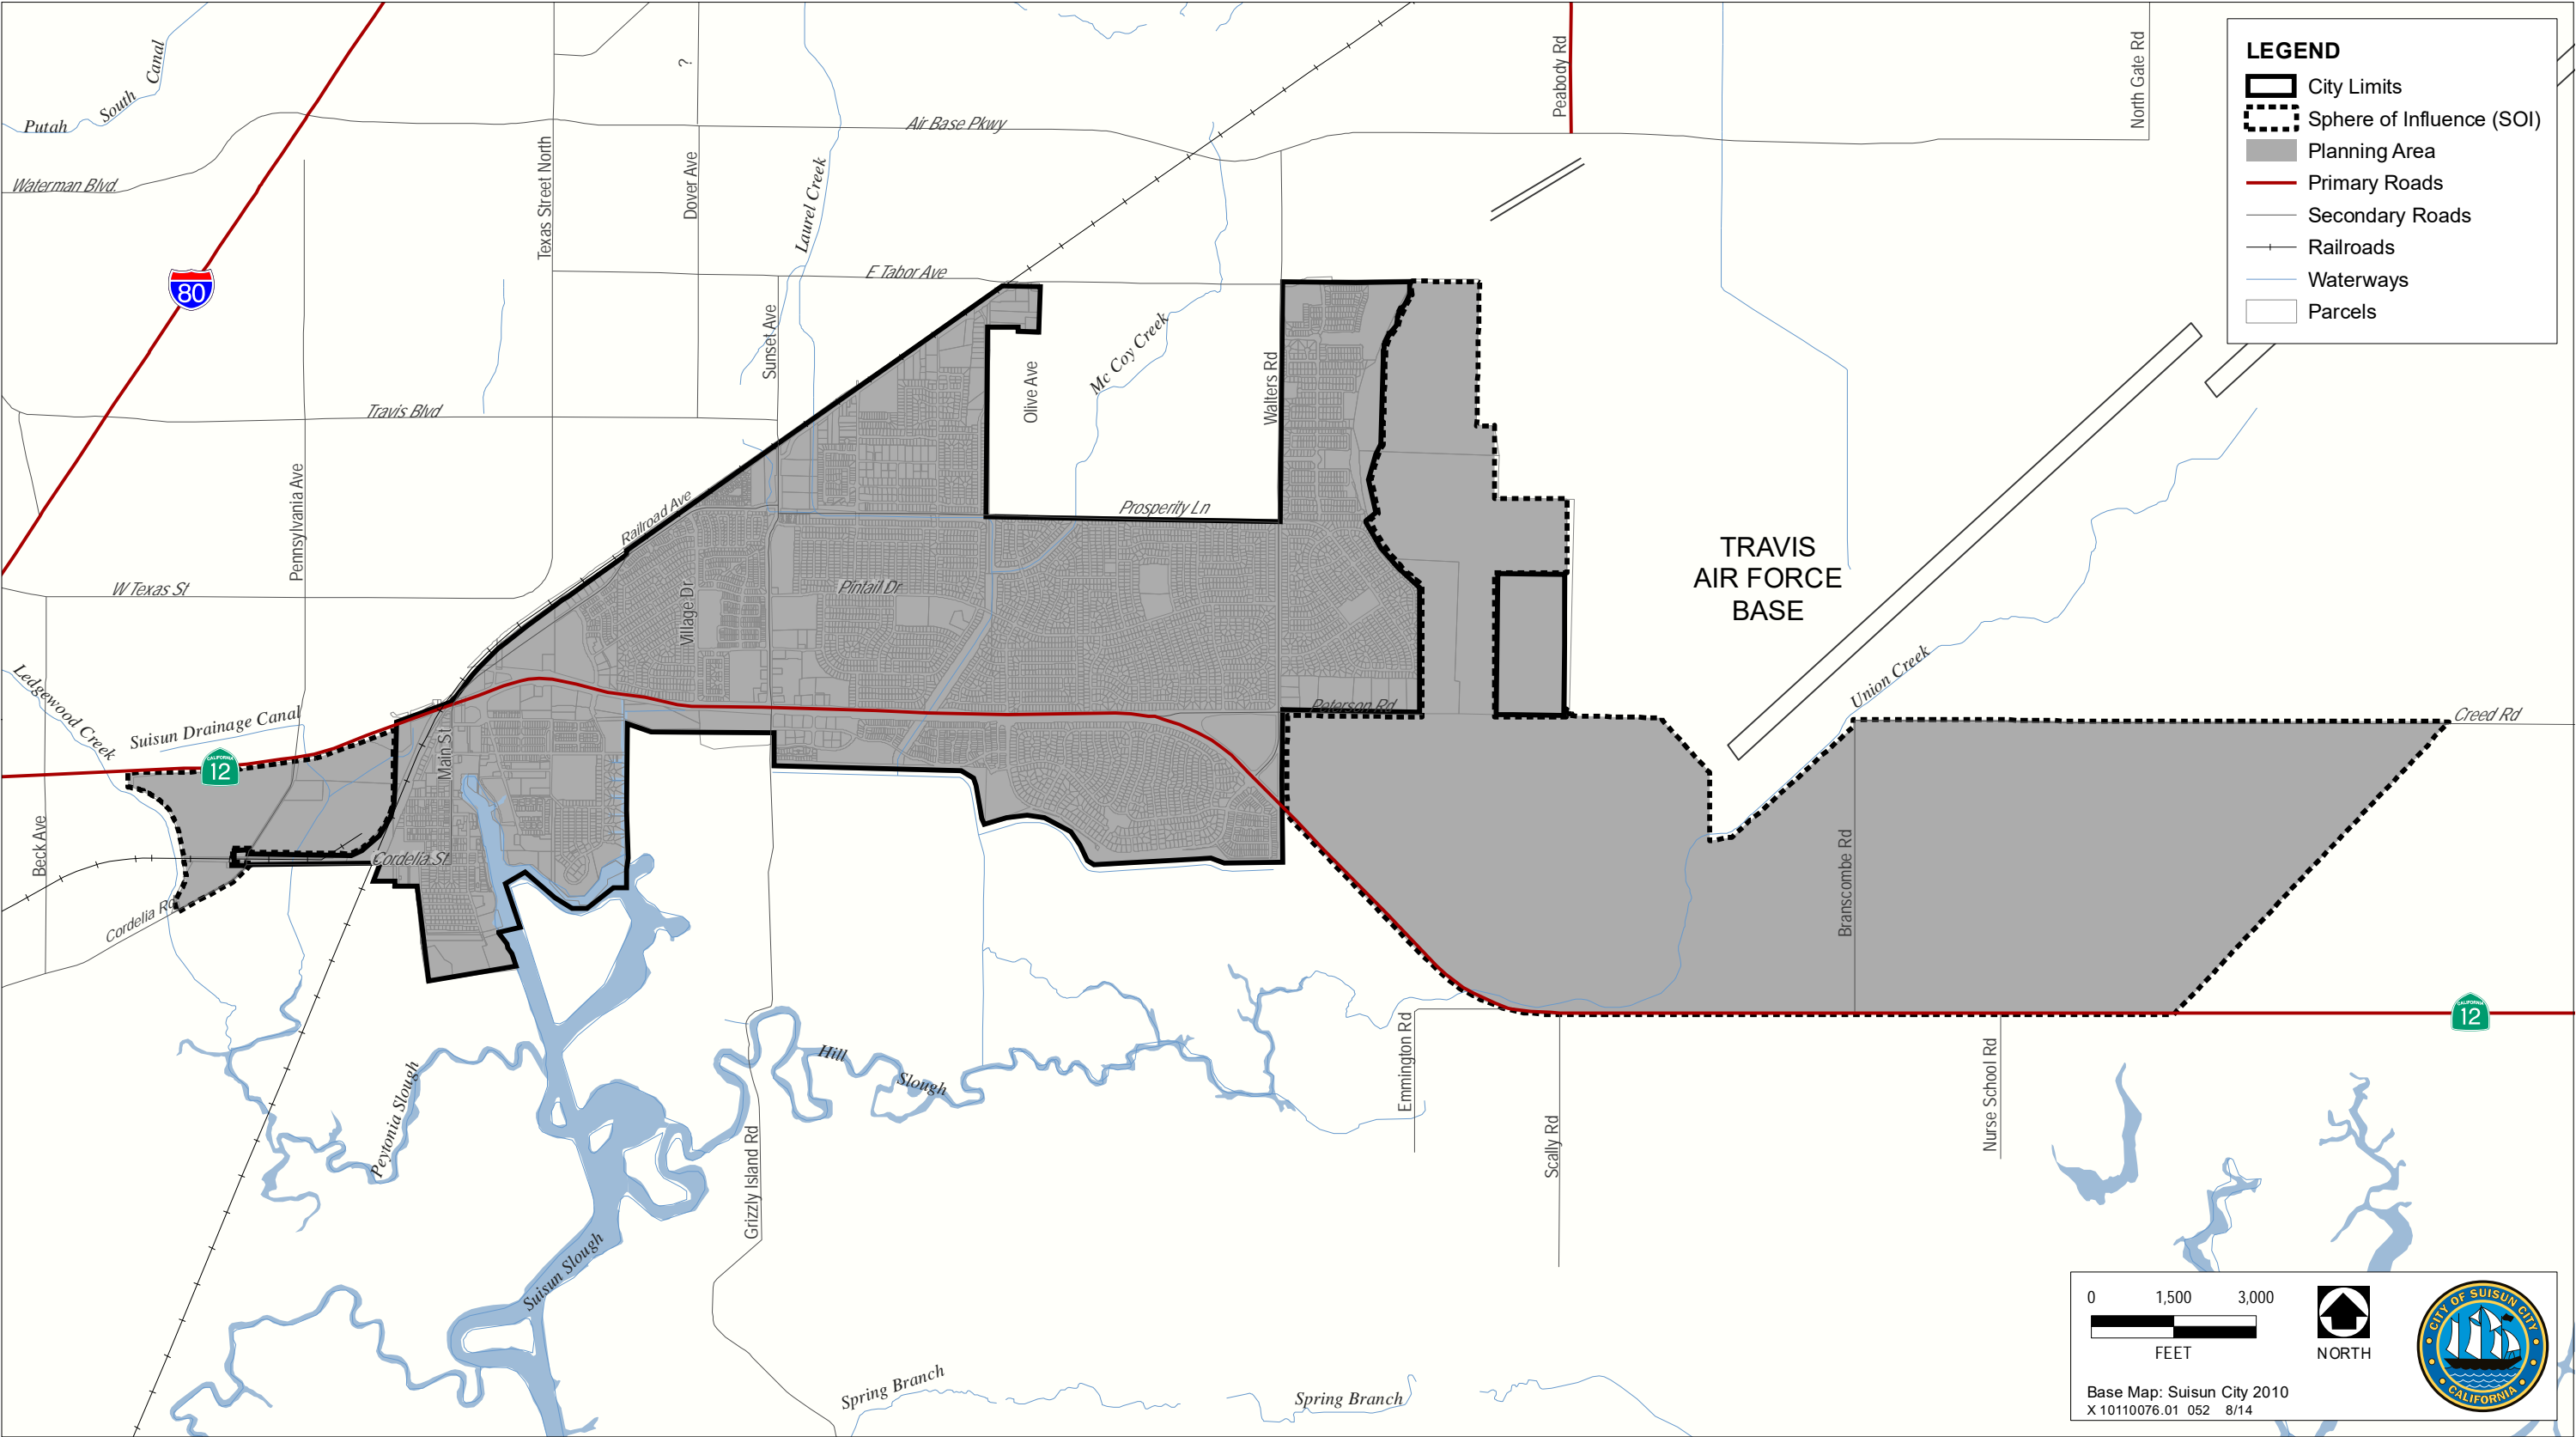 LEGEND
City Limits
Sphere of Influence (SOI)
Planning Area
Primary Roads
Secondary Roads
Railroads
Waterways
Parcels
Putah
South
Canal
Waterman Blvd.
80
Texas Street North
?
Dover Ave
Laurel Creek
Air Base Pkwy
Peabody Rd
North Gate Rd
E Tabor Ave
Sunset Ave
Olive Ave
Mc Coy Creek
Walters Rd
Travis Blvd
Pennsylvania Ave
Railroad Ave
Prosperity Ln
W Texas St
Village Dr
Pintail Dr
TRAVIS
AIR FORCE
BASE
Union Creek
Ledgewood Creek
Suisun Drainage Canal
CALIFORNIA
12
Main St
Peterson Rd
Creed Rd
Beck Ave
Cordelia St
Cordelia Rd
Branscombe Rd
CALIFORNIA
12
Emmington Rd
Scally Rd
Nurse School Rd
Peytonia Slough
Hill
Slough
Grizzly Island Rd
Suisun Slough
Spring Branch
Spring Branch
0 1,500 3,000
FEET
NORTH
Base Map: Suisun City 2010
X 10110076.01 052 8/14
CITY OF SUISUN CITY
CALIFORNIA